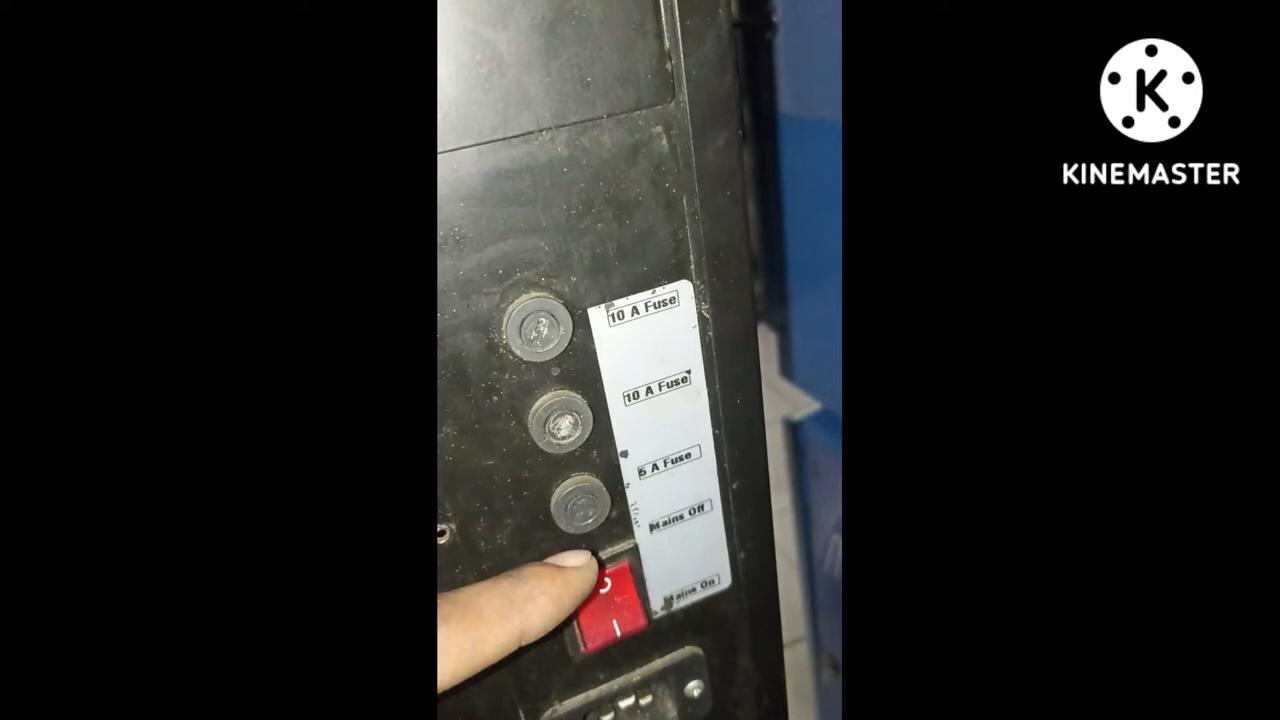 K
KINEMASTER
10 A Fuse
10 A Fuse
5 A Fuse
Mains Off
Mains On